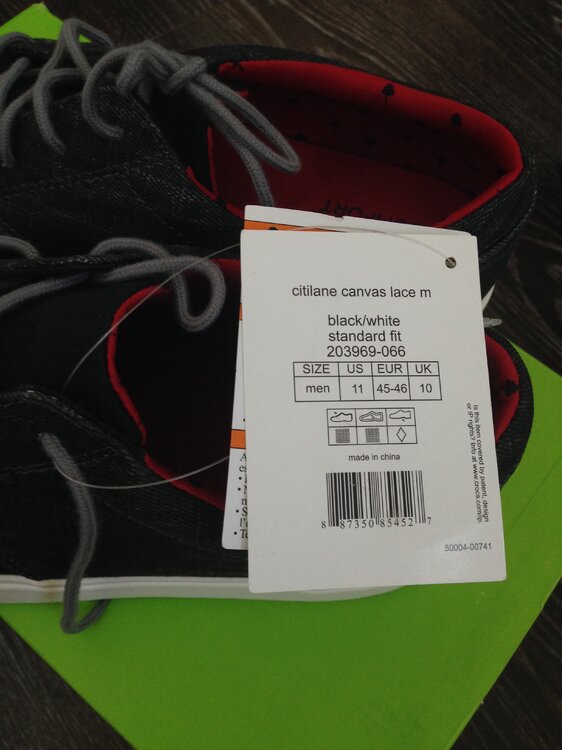 citilane canvas lace m
black/white
standard fit
203969-066
SIZE US EUR UK
men 11 45-46 10
made in china
8 87350 85452 7
Is this item covered by patent, design
or IP rights? Info at www.crocs.com/ip.
50004-00741